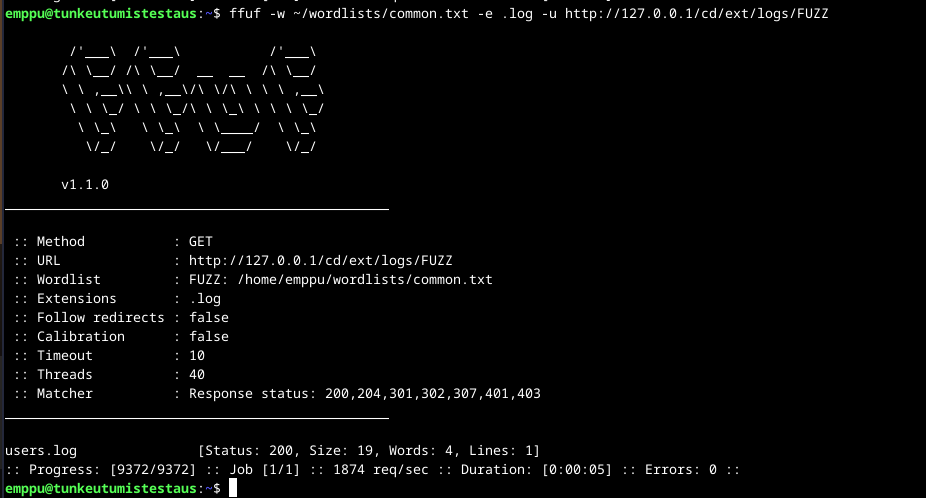 emppu@tunkeutumistestaus:~$ ffuf -w ~/wordlists/common.txt -e .log -u http://127.0.0.1/cd/ext/logs/FUZZ
        /'___\  /'___\           /'___\
       /\ \__/ /\ \__/  __  __  /\ \__/
       \ \ ,__\\ \ ,__\/\ \/\ \ \ \ ,__\
        \ \ \_/ \ \ \_/\ \ \_\ \ \ \ \_/
         \ \_\   \ \_\  \ \____/  \ \_\
          \/_/    \/_/   \/___/    \/_/
       v1.1.0
________________________________________________
 :: Method           : GET
 :: URL              : http://127.0.0.1/cd/ext/logs/FUZZ
 :: Wordlist         : FUZZ: /home/emppu/wordlists/common.txt
 :: Extensions       : .log
 :: Follow redirects : false
 :: Calibration      : false
 :: Timeout          : 10
 :: Threads          : 40
 :: Matcher          : Response status: 200,204,301,302,307,401,403
________________________________________________
users.log               [Status: 200, Size: 19, Words: 4, Lines: 1]
:: Progress: [9372/9372] :: Job [1/1] :: 1874 req/sec :: Duration: [0:00:05] :: Errors: 0 ::
emppu@tunkeutumistestaus:~$